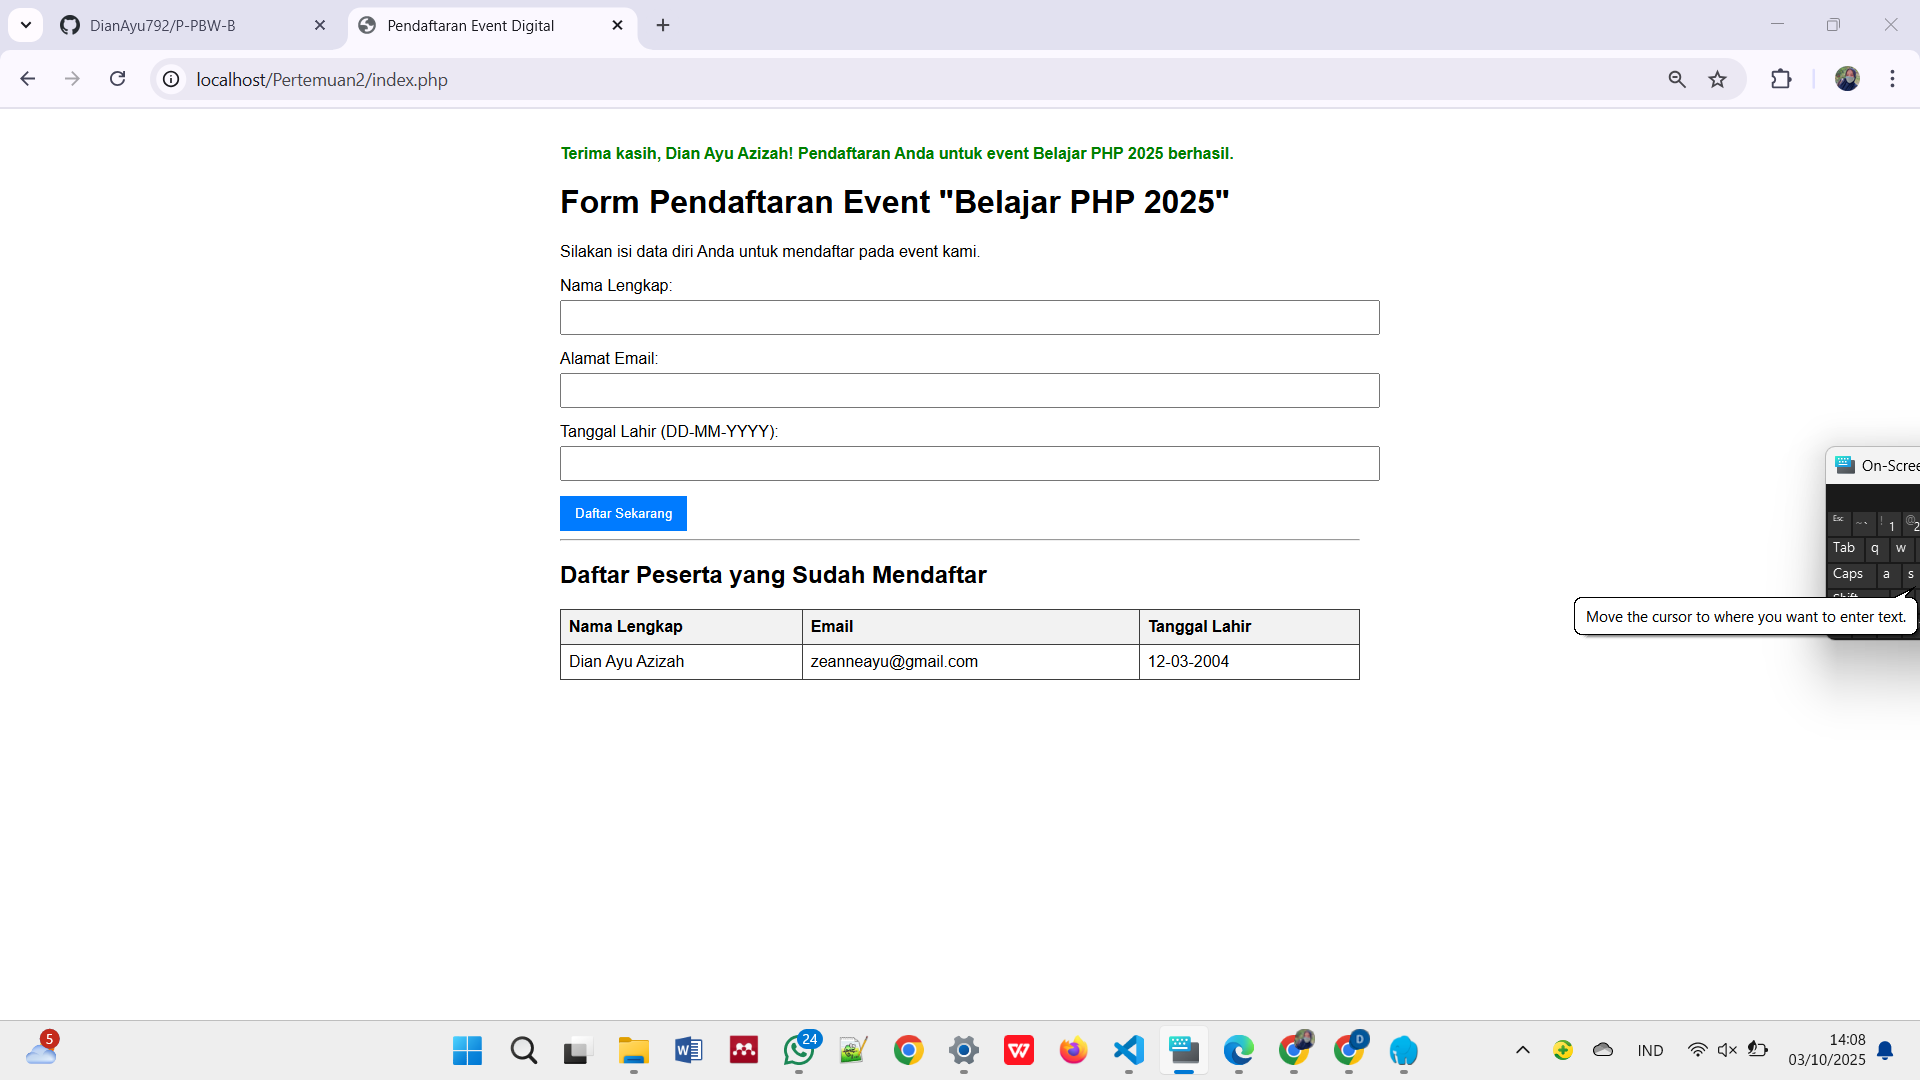 DianAyu792/P-PBW-B
Pendaftaran Event Digital
localhost/Pertemuan2/index.php
Terima kasih, Dian Ayu Azizah! Pendaftaran Anda untuk event Belajar PHP 2025 berhasil.
Form Pendaftaran Event "Belajar PHP 2025"
Silakan isi data diri Anda untuk mendaftar pada event kami.
Nama Lengkap:
Alamat Email:
Tanggal Lahir (DD-MM-YYYY):
Daftar Sekarang
Daftar Peserta yang Sudah Mendaftar
Nama Lengkap Email Tanggal Lahir
Dian Ayu Azizah zeanneayu@gmail.com 12-03-2004
On-Scree
Esc ~ ` ! 1 @ 2
Tab q w
Caps a s
Move the cursor to where you want to enter text.
5
24
D
IND
14:08
03/10/2025